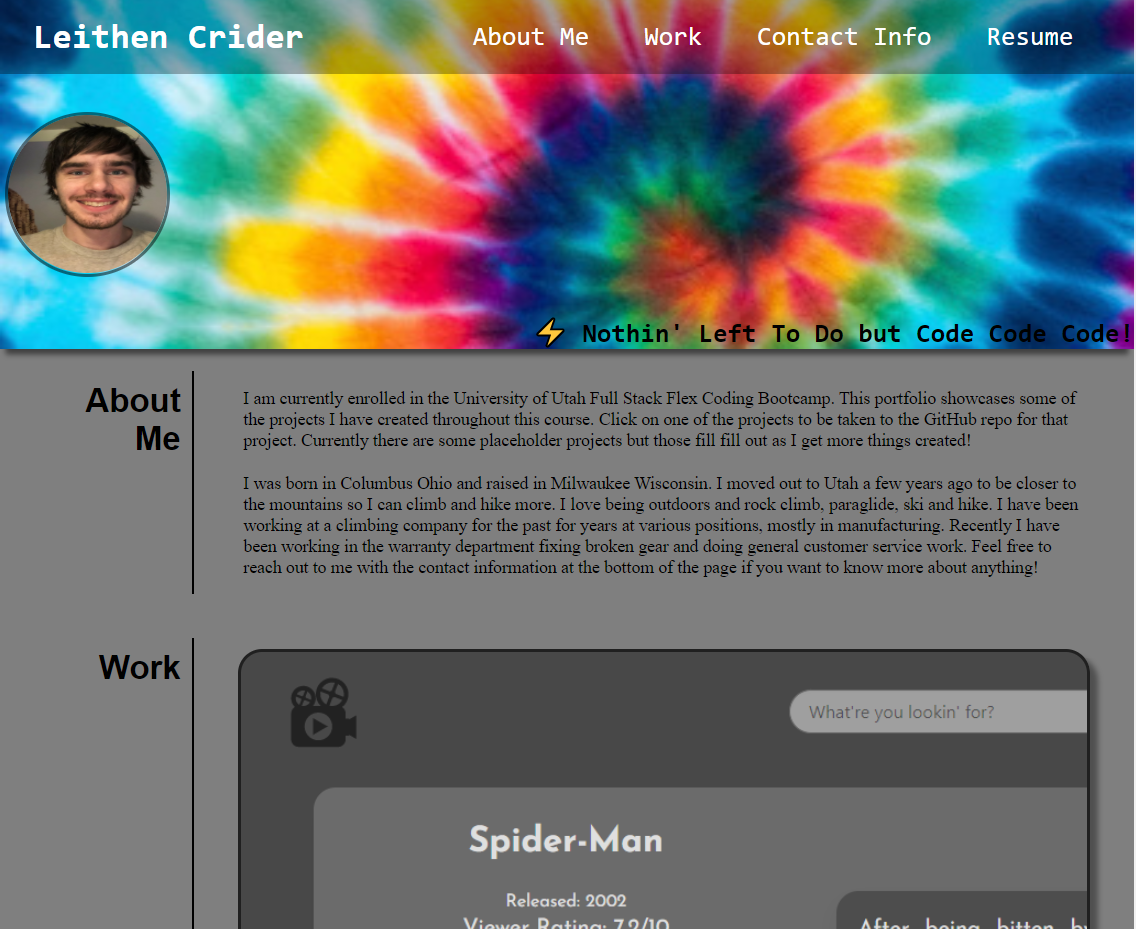 Leithen Crider
About Me
Work
Contact Info
Resume
⚡ Nothin' Left To Do but Code Code Code!
About
Me
I am currently enrolled in the University of Utah Full Stack Flex Coding Bootcamp. This portfolio showcases some of
the projects I have created throughout this course. Click on one of the projects to be taken to the GitHub repo for that
project. Currently there are some placeholder projects but those fill fill out as I get more things created!
I was born in Columbus Ohio and raised in Milwaukee Wisconsin. I moved out to Utah a few years ago to be closer to
the mountains so I can climb and hike more. I love being outdoors and rock climb, paraglide, ski and hike. I have been
working at a climbing company for the past for years at various positions, mostly in manufacturing. Recently I have
been working in the warranty department fixing broken gear and doing general customer service work. Feel free to
reach out to me with the contact information at the bottom of the page if you want to know more about anything!
Work
What're you lookin' for?
Spider-Man
Released: 2002
Viewer Rating: 7.2/10
After being bitten by